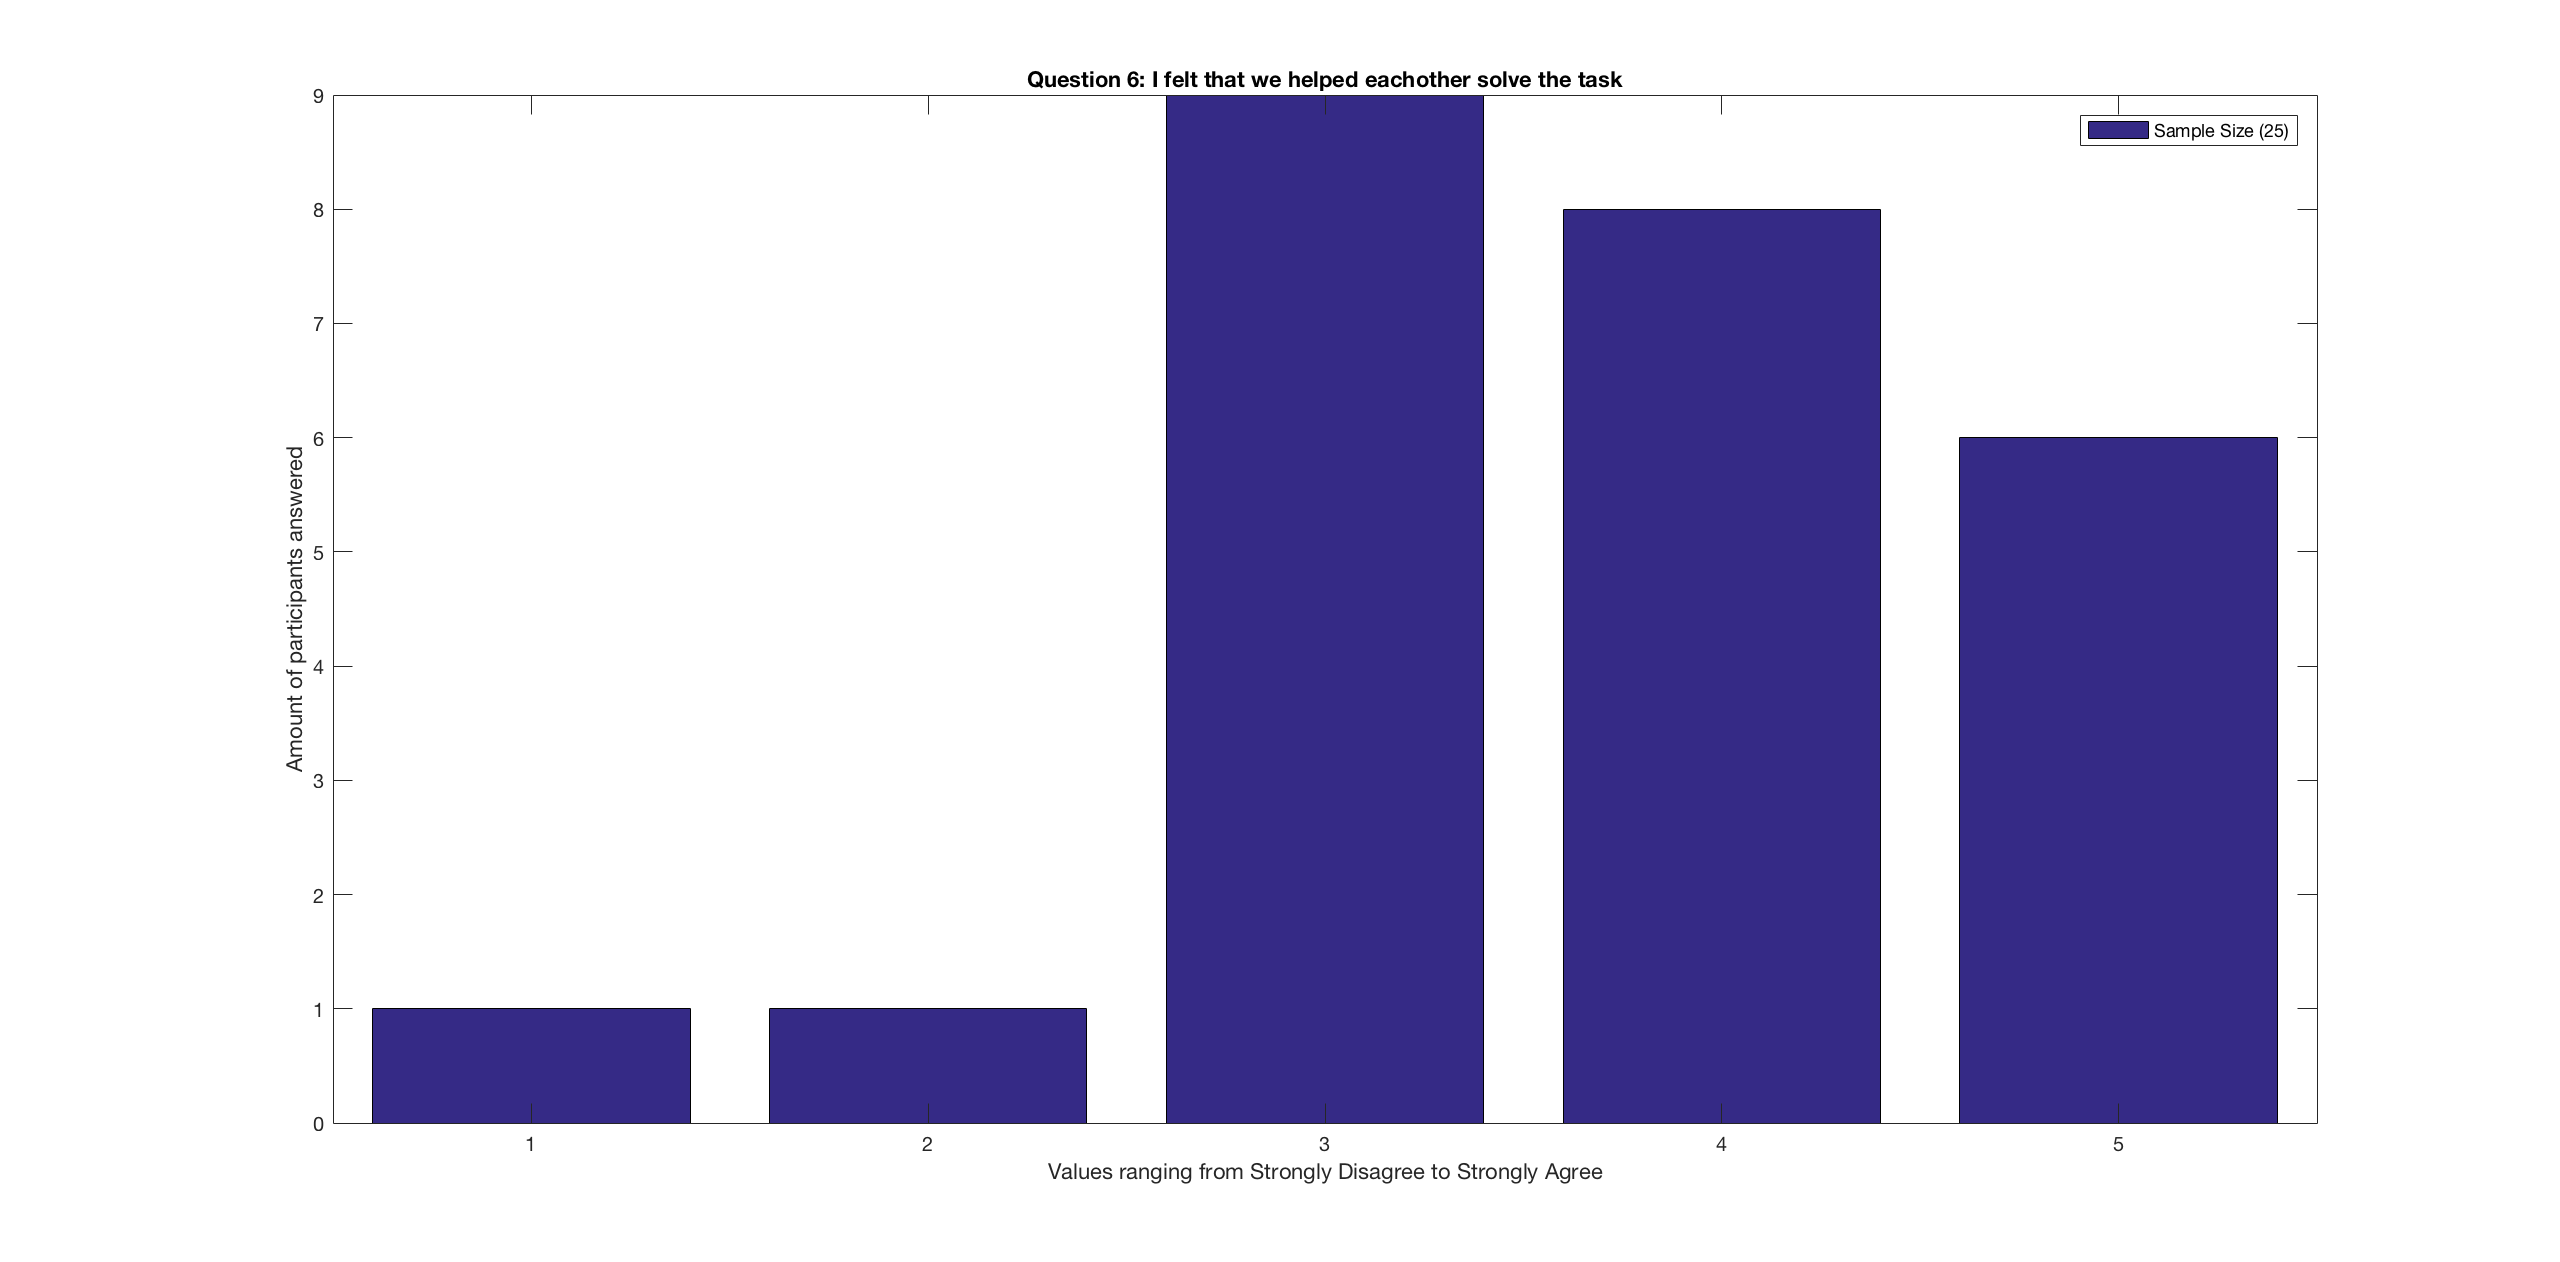 Question 6: I felt that we helped eachother solve the task
Sample Size (25)
Amount of participants answered
9
8
7
6
5
4
3
2
1
0
1 2 3 4 5
Values ranging from Strongly Disagree to Strongly Agree